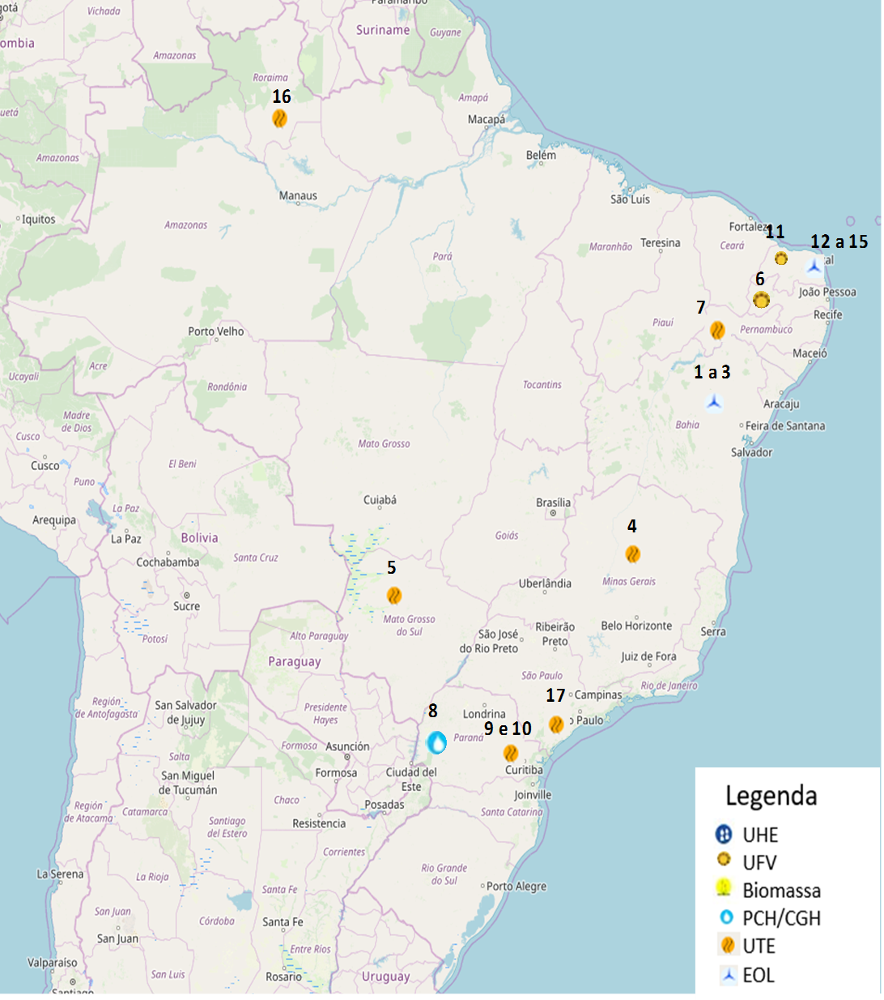 gotá
Vichada
Paramaribo
ombia
Suriname
Guyane
Amazonas
Roraima
16
Amapá
uetá
Macapá
Amazonas
Belém
Manaus
São Luís
Iquitos
Amazonas
Fortalez
11
12 a 15
Maranhão
Teresina
Ceará
Pará
tal
6
João Pessoa
7
Recife
Piauí
Pernambuco
Porto Velho
Maceió
Acre
Ucayali
1 a 3
Rondônia
Tocantins
Aracaju
Madre
de Dios
Bahia
Feira de Santana
Cusco
Mato Grosso
Salvador
Cusco
El Beni
Puno
Cuiabá
Brasília
La Paz
Arequipa
4
La Paz
Bolivia
Goiás
Santa Cruz
Cochabamba
5
Uberlândia
Minas Gerais
Sucre
Mato Grosso
do Sul
Belo Horizonte
Ribeirão
Preto
Serra
São José
do Rio Preto
Potosí
Alto Paraguay
Juiz de Fora
Paraguay
São Paulo
Rio de Janeiro
17
Campinas
Región
de Antofagasta
San Salvador
de Jujuy
Presidente
Hayes
8
Londrina
o Paulo
9 e 10
Paraná
Formosa
Asunción
Salta
Curitiba
Formosa
Ciudad del
Este
San Miguel
de Tucumán
Joinville
Chaco
Posadas
Región
de Atacama
Catamarca
Santa Catarina
Santiago
del Estero
Resistencia
Corrientes
Rio Grande
do Sul
La Serena
La Rioja
Santa Fe
Porto Alegre
San Juan
Córdoba
Santa Fe
San Juan
Entre Ríos
Valparaíso
San Luis
Rosario
Uruguay
Santiago
Legenda
UHE
UFV
Biomassa
PCH/CGH
UTE
EOL